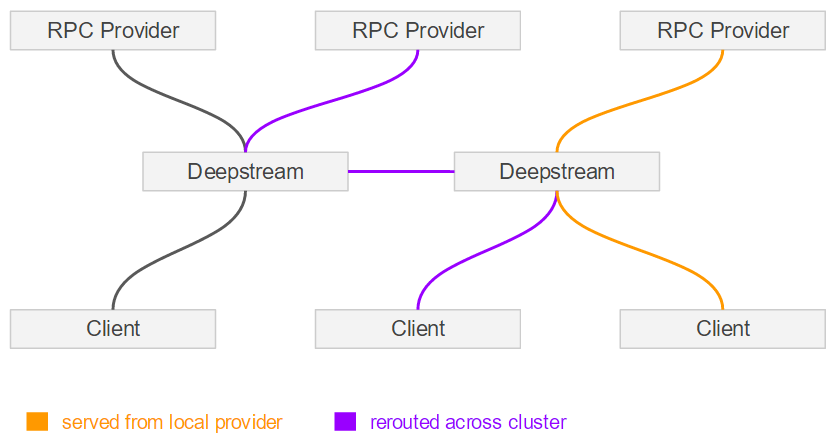 RPC Provider
RPC Provider
RPC Provider
Deepstream
Deepstream
Client
Client
Client
served from local provider
rerouted across cluster